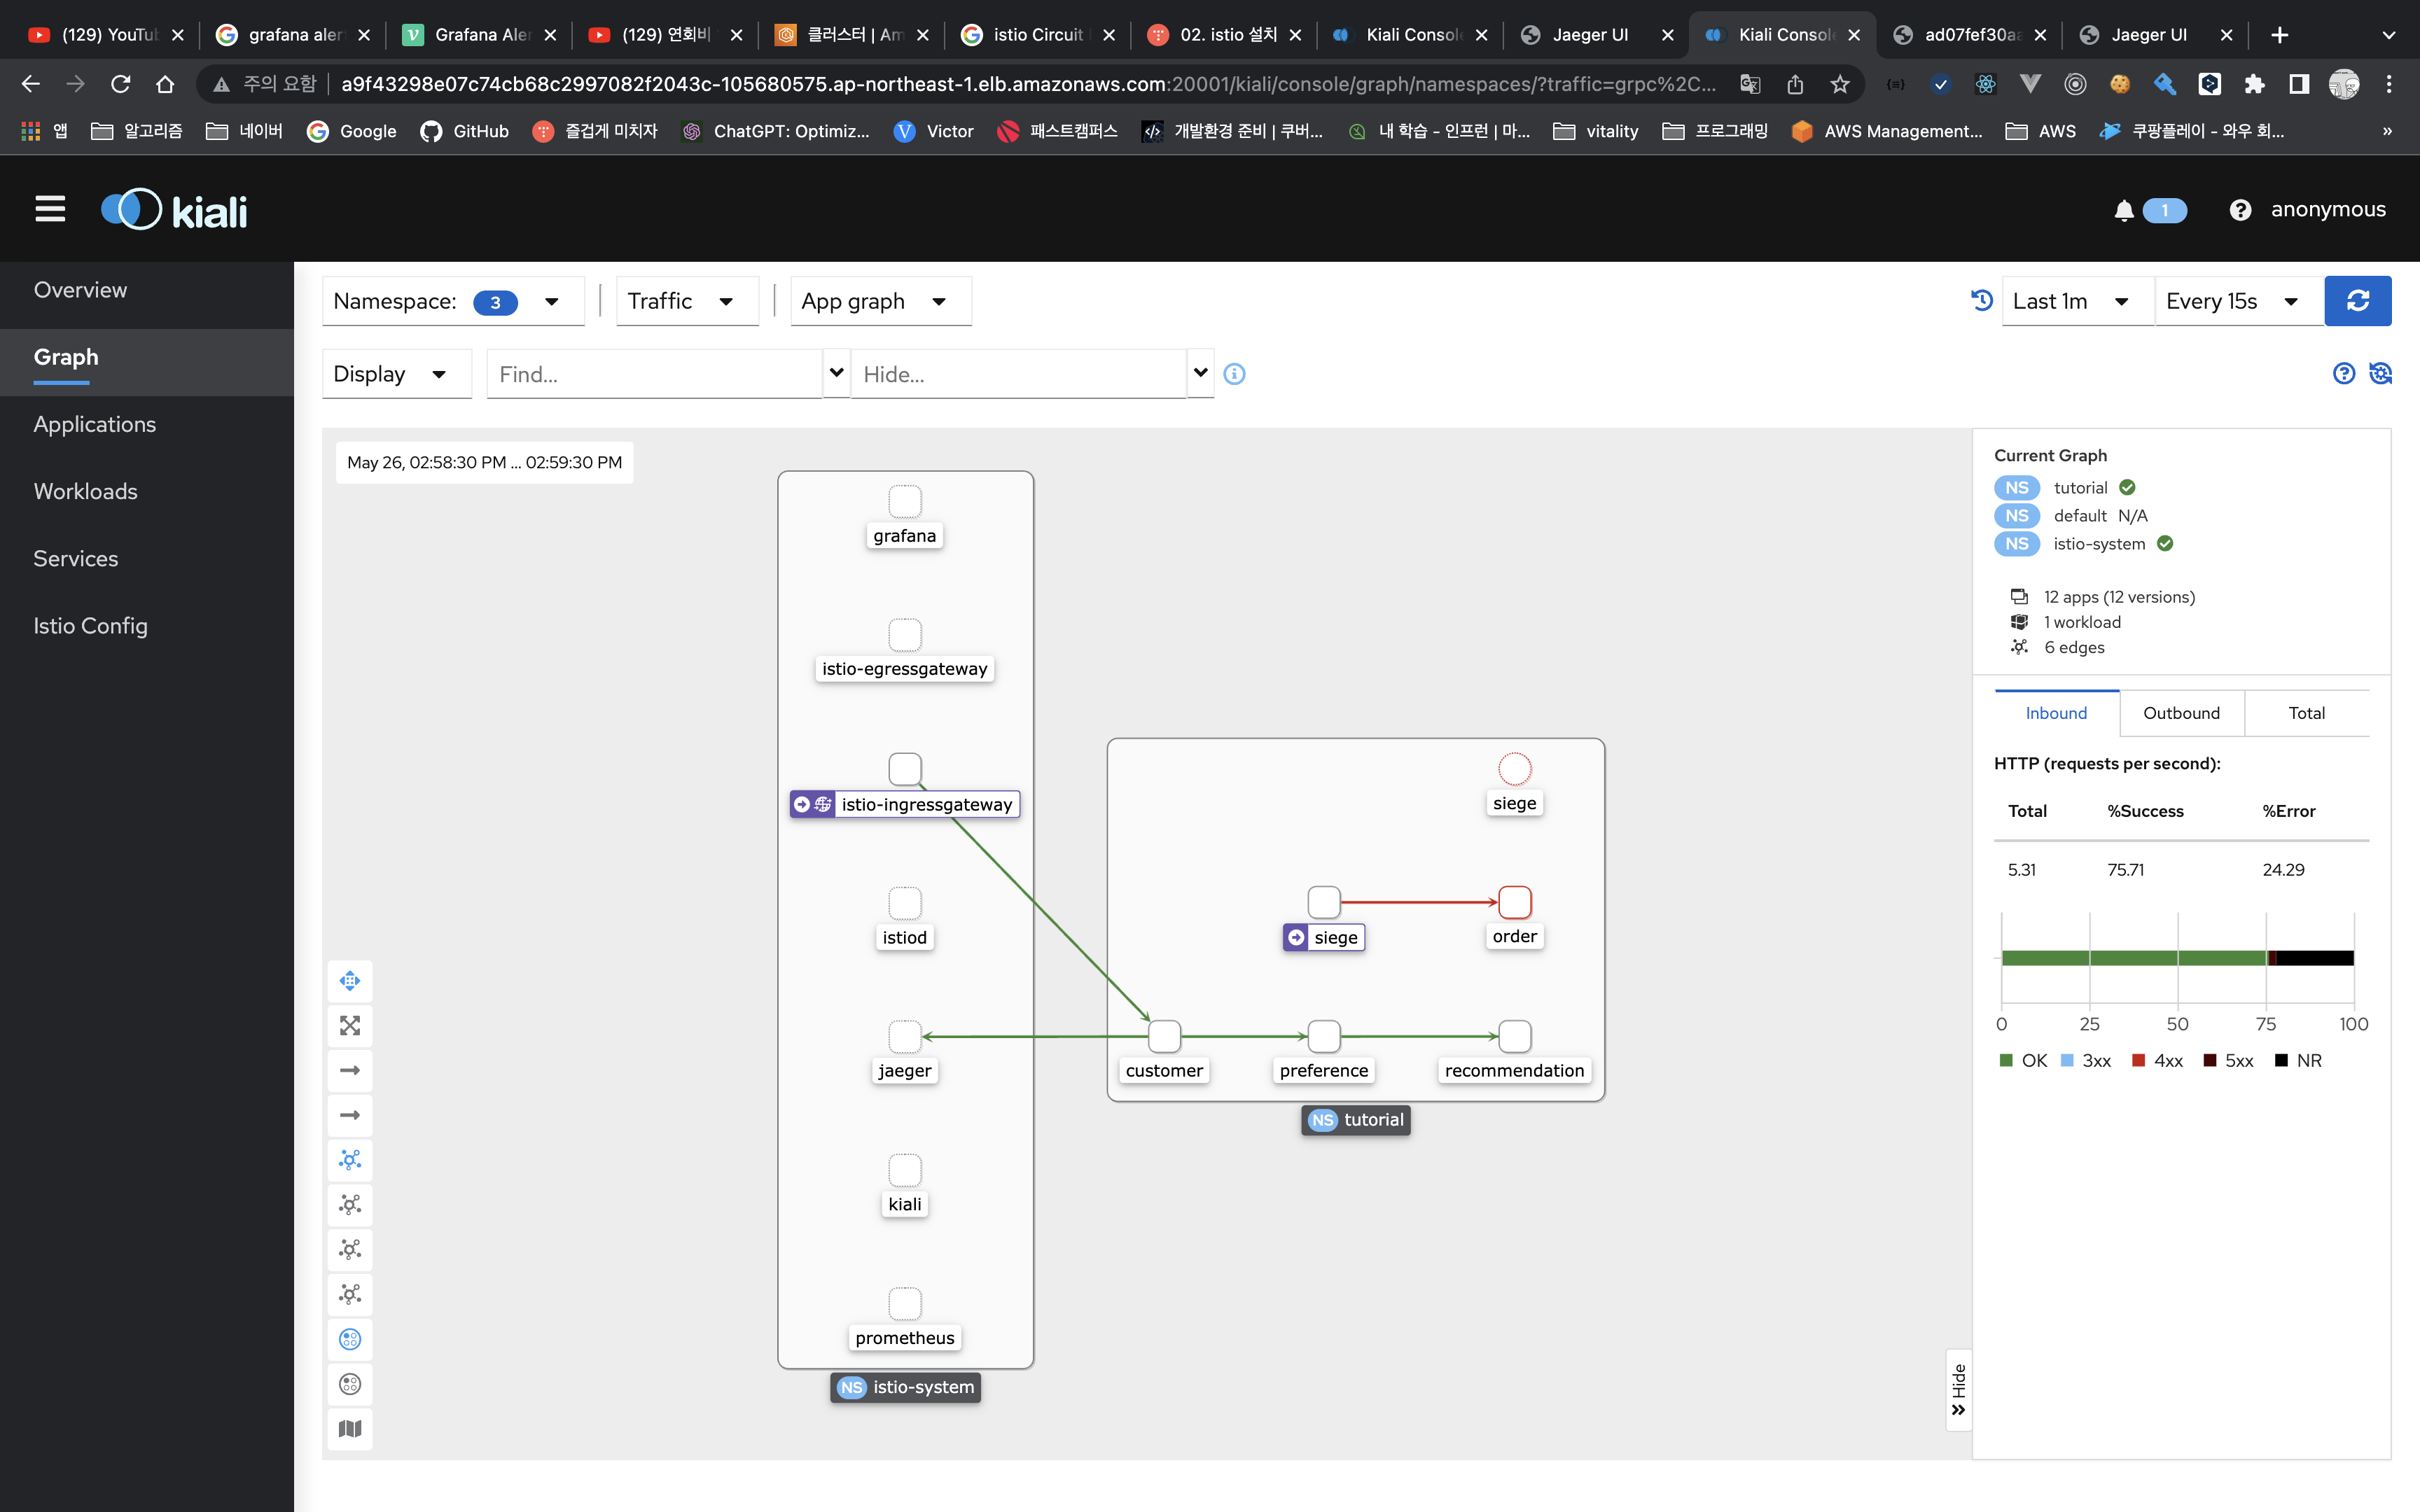 (129) YouTub
grafana aler
Grafana Aler
(129) 연회비
클러스터 | Am
istio Circuit
02. istio 설치
Kiali Console
Jaeger UI
Kiali Console
ad07fef30aa
Jaeger UI
주의 요함
a9f43298e07c74cb68c2997082f2043c-105680575.ap-northeast-1.elb.amazonaws.com:20001/kiali/console/graph/namespaces/?traffic=grpc%2C...
앱
알고리즘
네이버
Google
GitHub
즐겁게 미치자
ChatGPT: Optimiz...
Victor
패스트캠퍼스
개발환경 준비 | 쿠버...
내 학습 - 인프런 | 마...
vitality
프로그래밍
AWS Management...
AWS
쿠팡플레이 - 와우 회...
»
kiali
1
anonymous
Overview
Graph
Applications
Workloads
Services
Istio Config
Namespace: 3
Traffic
App graph
Last 1m
Every 15s
Display
Find...
Hide...
May 26, 02:58:30 PM ... 02:59:30 PM
grafana
istio-egressgateway
istio-ingressgateway
istiod
jaeger
kiali
prometheus
NS istio-system
siege
siege
order
customer
preference
recommendation
NS tutorial
Hide
Current Graph
NS tutorial
NS default N/A
NS istio-system
12 apps (12 versions)
1 workload
6 edges
Inbound
Outbound
Total
HTTP (requests per second):
Total %Success %Error
5.31 75.71 24.29
0 25 50 75 100
OK 3xx 4xx 5xx NR